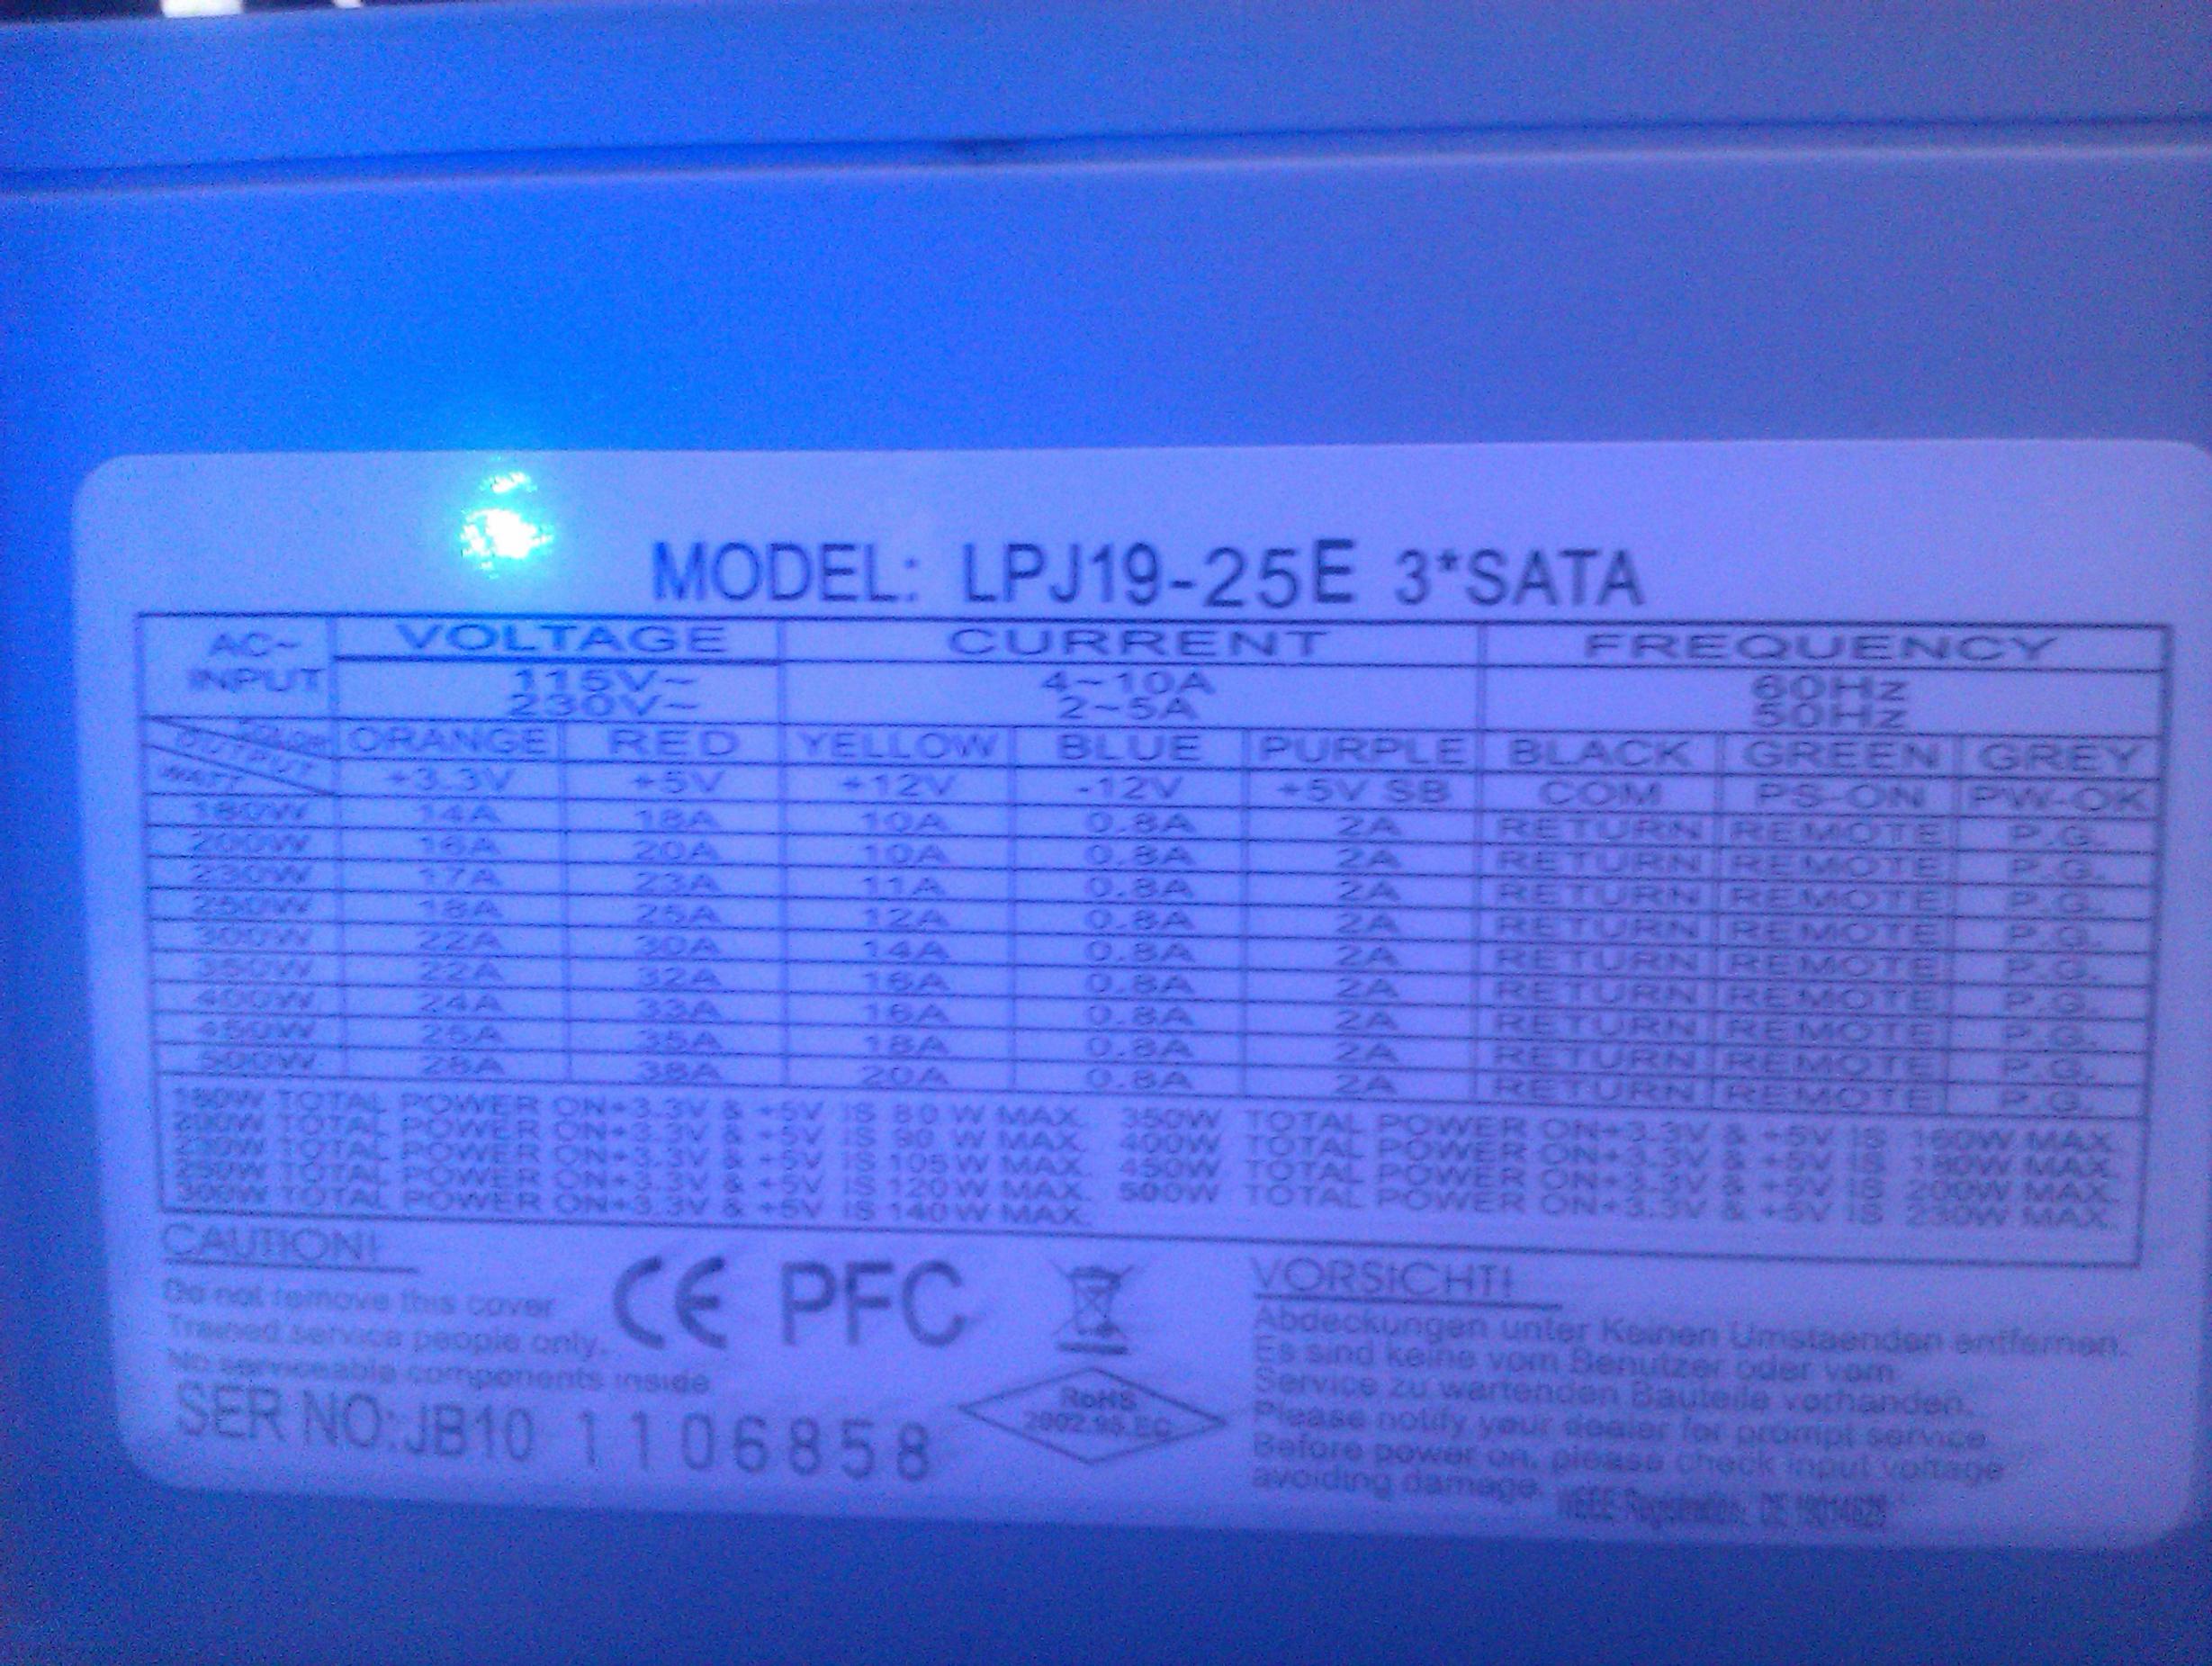 MODEL: LPJ19-25E 3*SATA
AC~ INPUT VOLTAGE CURRENT FREQUENCY
115V~ 4~10A 60Hz
230V~ 2~5A 50Hz
OUTPUT ORANGE RED YELLOW BLUE PURPLE BLACK GREEN GREY
WATT +3.3V +5V +12V -12V +5V SB COM PS-ON PW-OK
180W 14A 18A 10A 0.8A 2A RETURN REMOTE P.G.
200W 16A 20A 10A 0.8A 2A RETURN REMOTE P.G.
230W 17A 23A 11A 0.8A 2A RETURN REMOTE P.G.
250W 18A 25A 12A 0.8A 2A RETURN REMOTE P.G.
300W 22A 30A 14A 0.8A 2A RETURN REMOTE P.G.
350W 22A 32A 16A 0.8A 2A RETURN REMOTE P.G.
400W 24A 33A 16A 0.8A 2A RETURN REMOTE P.G.
450W 25A 35A 18A 0.8A 2A RETURN REMOTE P.G.
500W 28A 38A 20A 0.8A 2A RETURN REMOTE P.G.
180W TOTAL POWER ON+3.3V & +5V IS 80 W MAX.
200W TOTAL POWER ON+3.3V & +5V IS 90 W MAX.
230W TOTAL POWER ON+3.3V & +5V IS 105W MAX.
250W TOTAL POWER ON+3.3V & +5V IS 120W MAX.
300W TOTAL POWER ON+3.3V & +5V IS 140W MAX.
350W TOTAL POWER ON+3.3V & +5V IS 160W MAX.
400W TOTAL POWER ON+3.3V & +5V IS 180W MAX.
450W TOTAL POWER ON+3.3V & +5V IS 200W MAX.
500W TOTAL POWER ON+3.3V & +5V IS 230W MAX.
CAUTION!
Do not remove this cover
Trained service people only.
No serviceable components inside
SER NO:JB10 1106858
CE PFC
RoHS
2002.95.EC
VORSICHT!
Abdeckungen unter Keinen Umstaenden entfernen.
Es sind keine vom Benutzer oder vom
Service zu wartenden Bauteile vorhanden.
Please notify your dealer for prompt service
Before power on, please check input voltage
avoiding damage.
WEEE Registration: DE